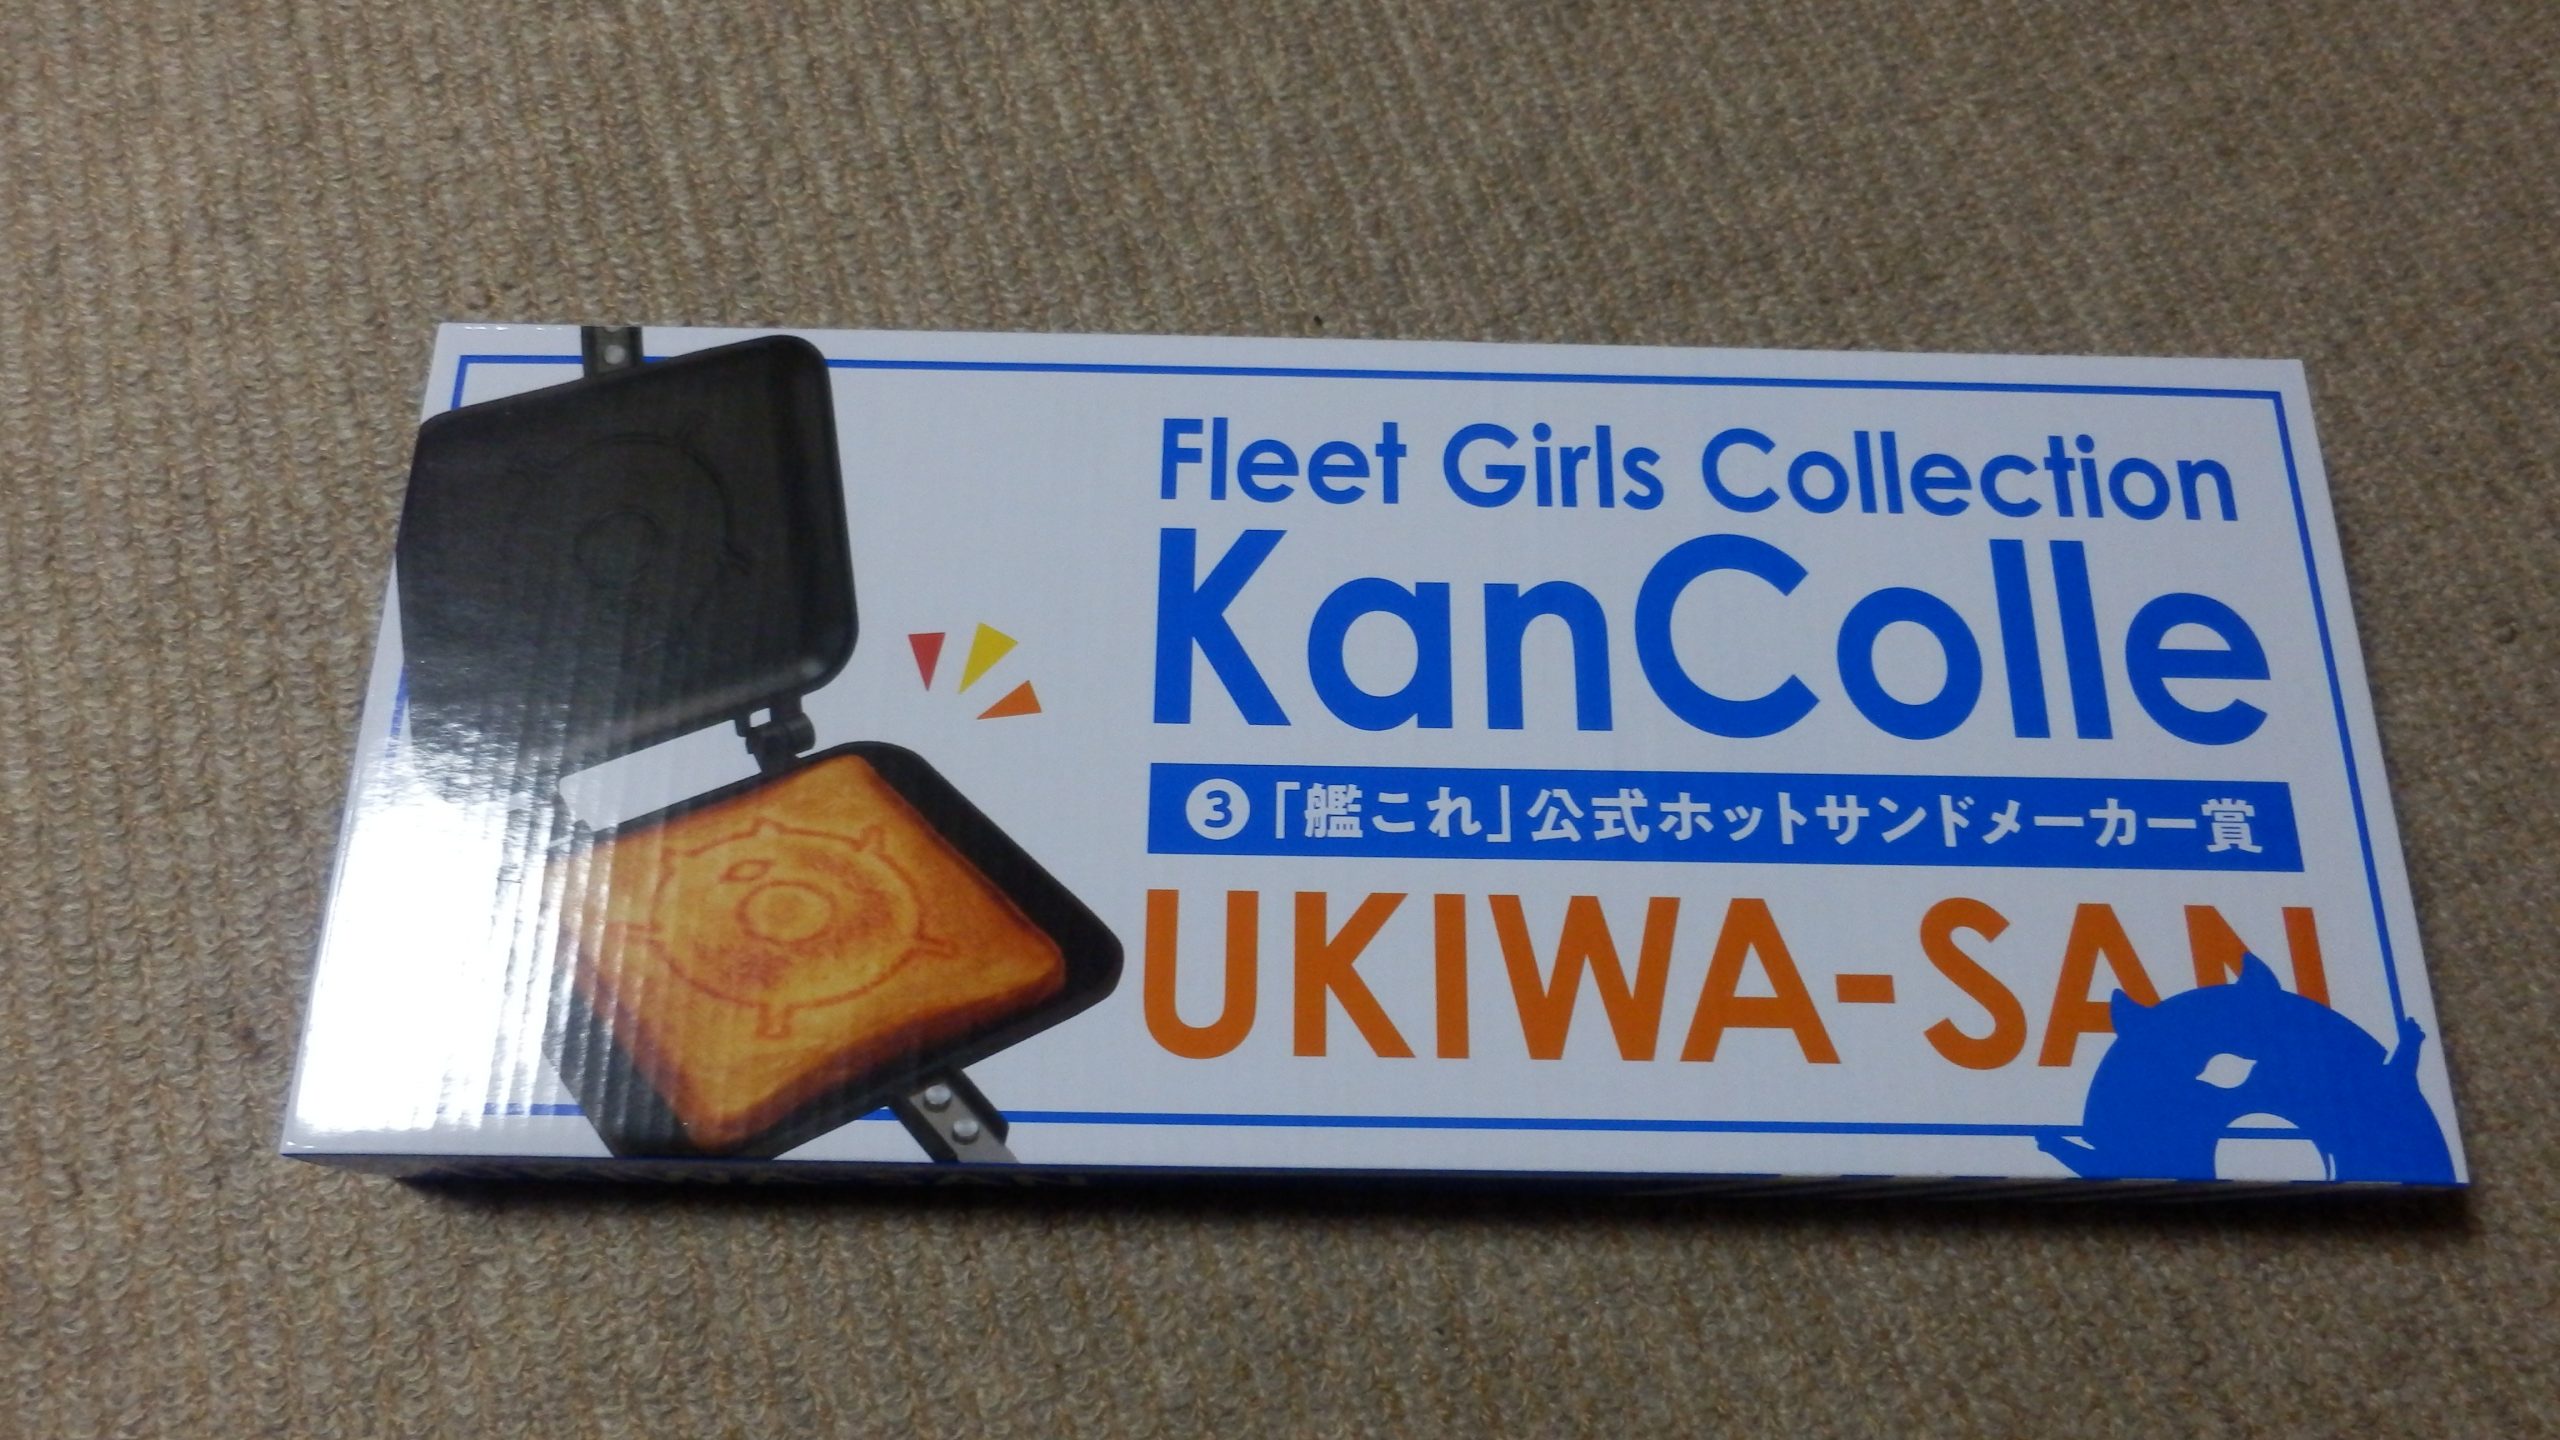 Fleet Girls Collection
KanColle
❸「艦これ」公式ホットサンドメーカー賞
UKIWA-SAN